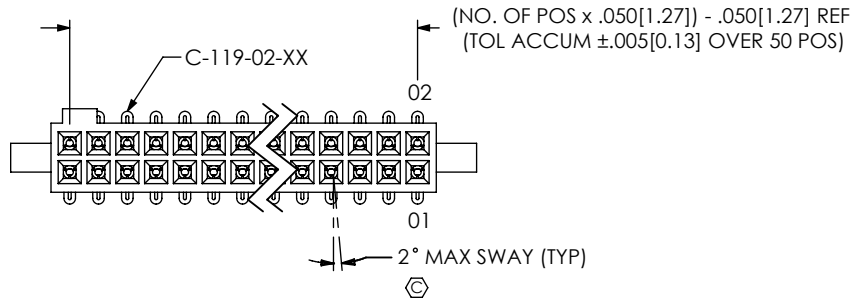 (NO. OF POS x .050[1.27]) - .050[1.27] REF
(TOL ACCUM ±.005[0.13] OVER 50 POS)
C-119-02-XX
02
01
2° MAX SWAY (TYP)
C